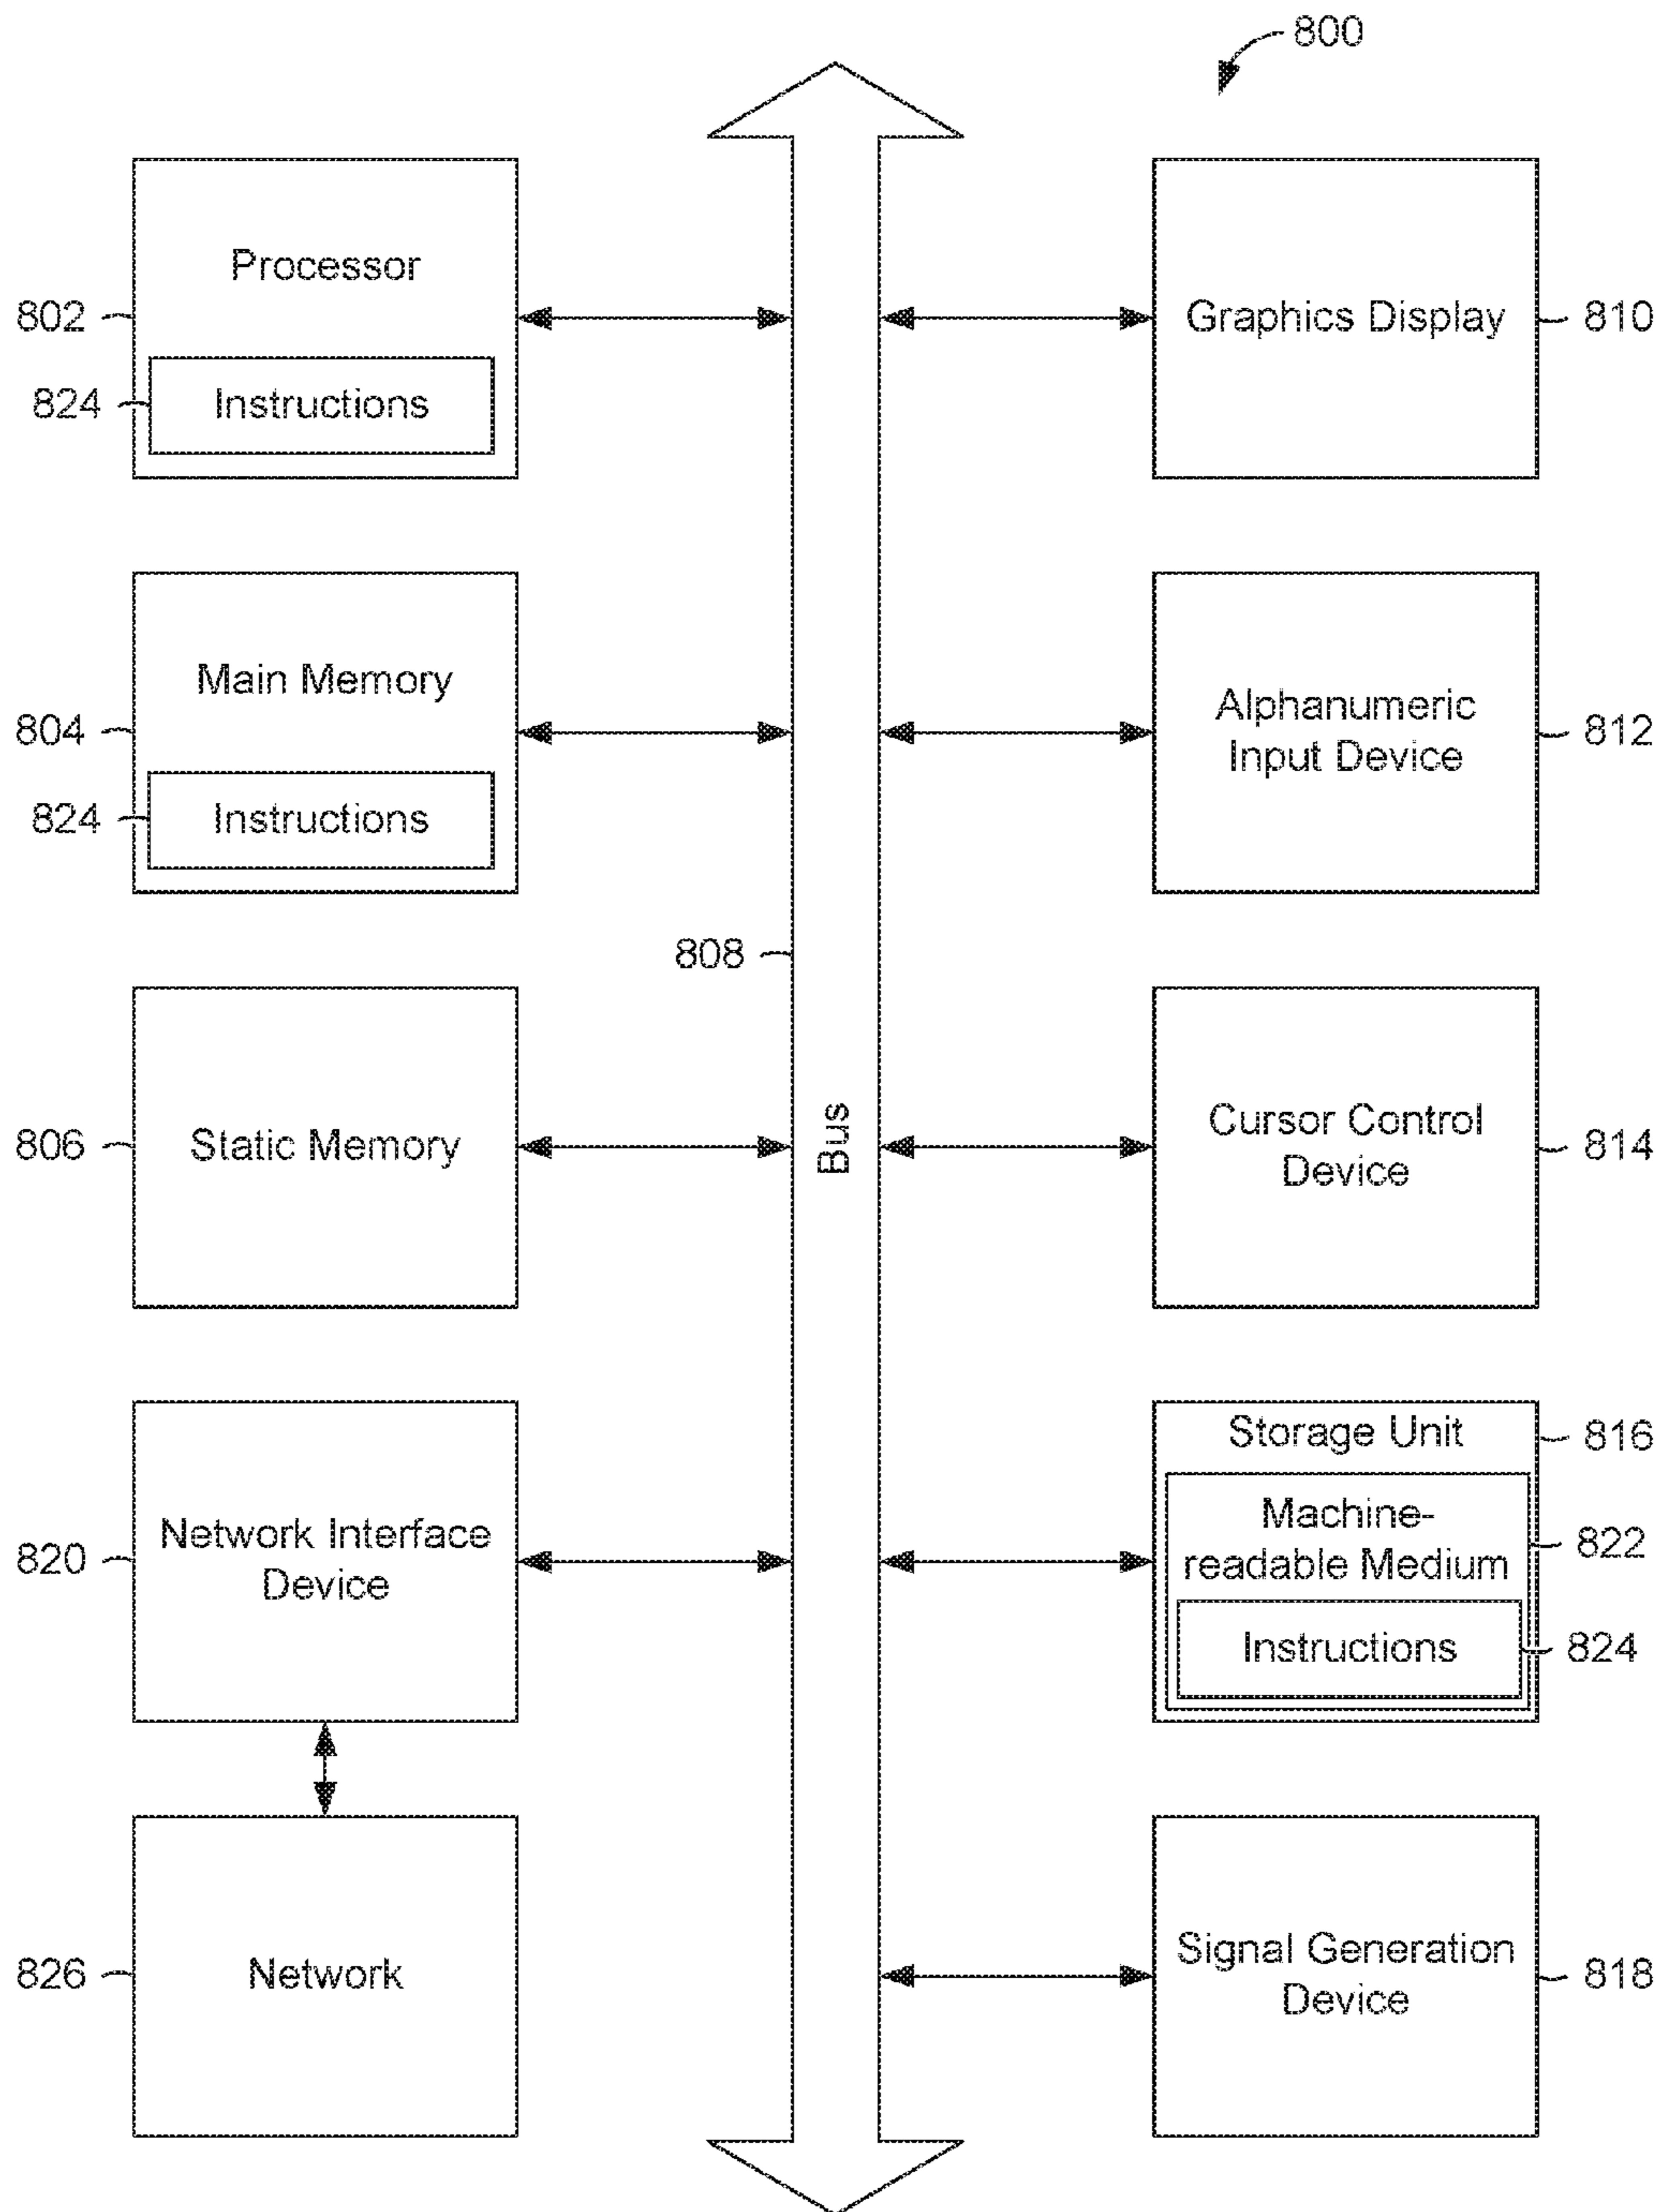 800
Processor
802
824
Instructions
Graphics Display
810
Main Memory
804
824
Instructions
Alphanumeric
Input Device
812
808
Bus
806
Static Memory
Cursor Control
Device
814
820
Network Interface
Device
Storage Unit
816
Machine-
readable Medium
822
Instructions
824
826
Network
Signal Generation
Device
818